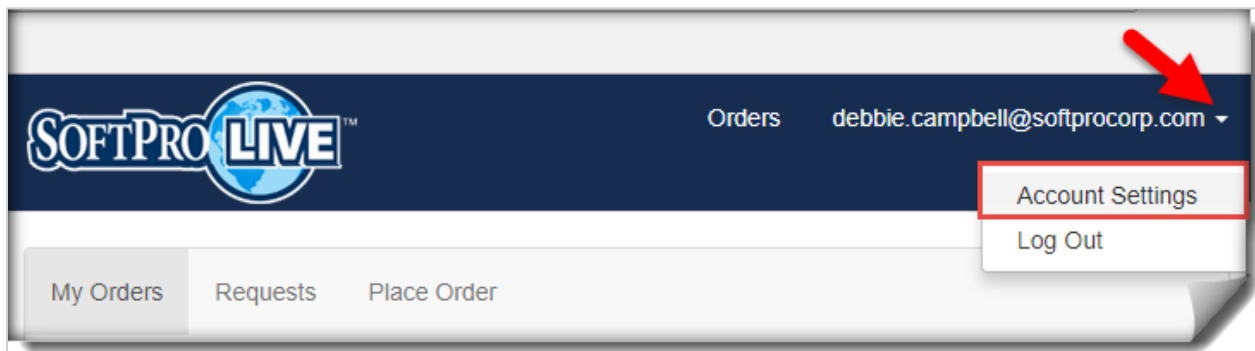 SOFTPRO LIVE™
Orders debbie.campbell@softprocorp.com
Account Settings
Log Out
My Orders Requests Place Order